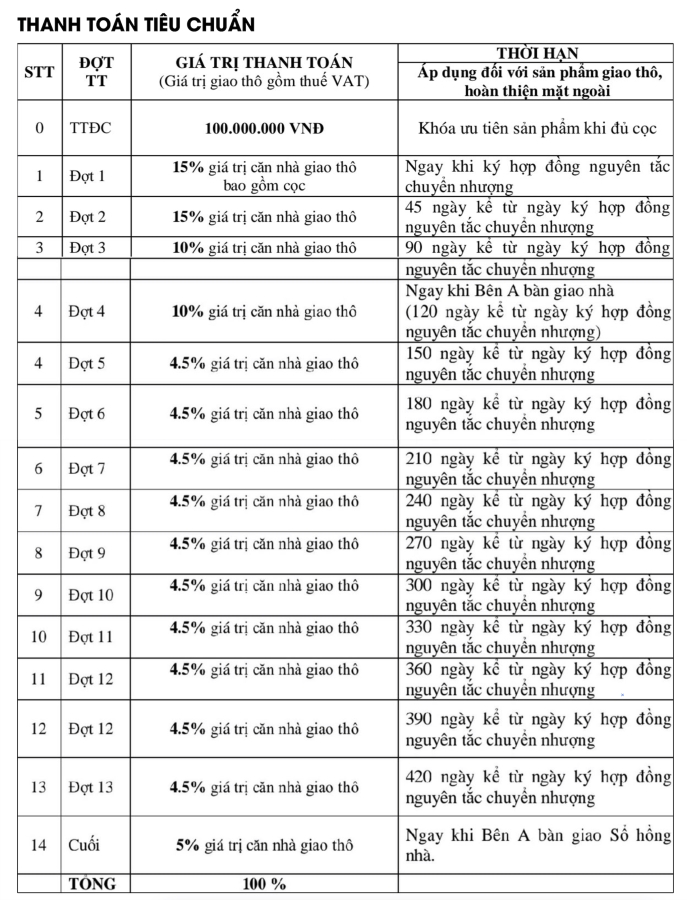 THANH TOÁN TIÊU CHUẨN
STT
ĐỢT
TT
GIÁ TRỊ THANH TOÁN
(Giá trị giao thô gồm thuế VAT)
THỜI HẠN
Áp dụng đối với sản phẩm giao thô,
hoàn thiện mặt ngoài
0 TTĐC 100.000.000 VNĐ Khóa ưu tiên sản phẩm khi đủ cọc
1 Đợt 1 15% giá trị căn nhà giao thô
bao gồm cọc
Ngay khi ký hợp đồng nguyên tắc
chuyển nhượng
2 Đợt 2 15% giá trị căn nhà giao thô
45 ngày kể từ ngày ký hợp đồng
nguyên tắc chuyển nhượng
3 Đợt 3 10% giá trị căn nhà giao thô
90 ngày kể từ ngày ký hợp đồng
nguyên tắc chuyển nhượng
4 Đợt 4 10% giá trị căn nhà giao thô
Ngay khi Bên A bàn giao nhà
(120 ngày kể từ ngày ký hợp đồng
nguyên tắc chuyển nhượng)
4 Đợt 5 4.5% giá trị căn nhà giao thô
150 ngày kể từ ngày ký hợp đồng
nguyên tắc chuyển nhượng
5 Đợt 6 4.5% giá trị căn nhà giao thô
180 ngày kể từ ngày ký hợp đồng
nguyên tắc chuyển nhượng
6 Đợt 7 4.5% giá trị căn nhà giao thô
210 ngày kể từ ngày ký hợp đồng
nguyên tắc chuyển nhượng
7 Đợt 8 4.5% giá trị căn nhà giao thô
240 ngày kể từ ngày ký hợp đồng
nguyên tắc chuyển nhượng
8 Đợt 9 4.5% giá trị căn nhà giao thô
270 ngày kể từ ngày ký hợp đồng
nguyên tắc chuyển nhượng
9 Đợt 10 4.5% giá trị căn nhà giao thô
300 ngày kể từ ngày ký hợp đồng
nguyên tắc chuyển nhượng
10 Đợt 11 4.5% giá trị căn nhà giao thô
330 ngày kể từ ngày ký hợp đồng
nguyên tắc chuyển nhượng
11 Đợt 12 4.5% giá trị căn nhà giao thô
360 ngày kể từ ngày ký hợp đồng
nguyên tắc chuyển nhượng
12 Đợt 12 4.5% giá trị căn nhà giao thô
390 ngày kể từ ngày ký hợp đồng
nguyên tắc chuyển nhượng
13 Đợt 13 4.5% giá trị căn nhà giao thô
420 ngày kể từ ngày ký hợp đồng
nguyên tắc chuyển nhượng
14 Cuối 5% giá trị căn nhà giao thô
Ngay khi Bên A bàn giao Sổ hồng
nhà.
TỔNG 100 %